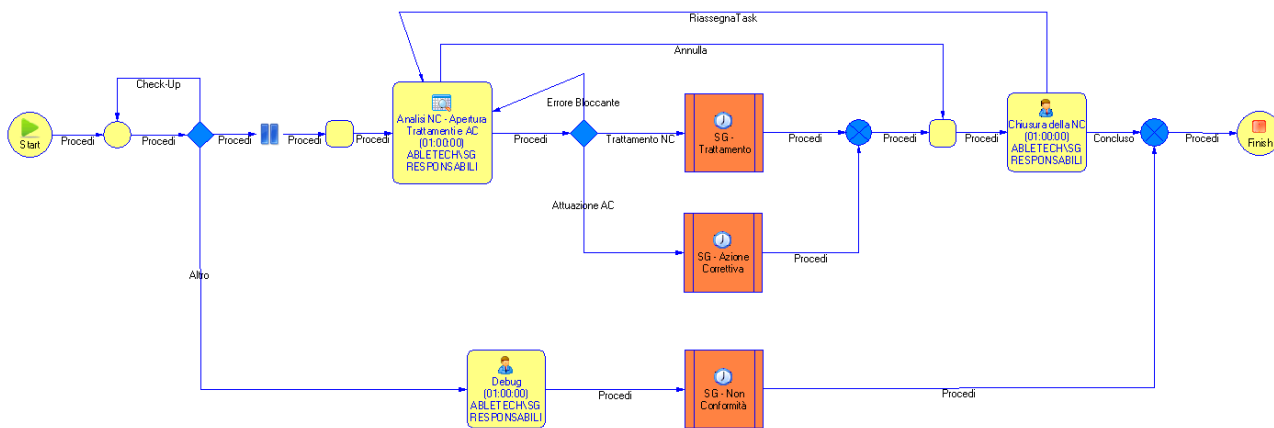 RiassegnaTask
Annulla
Check-Up
Errore Bloccante
Start
Procedi
Procedi
Procedi
Procedi
Procedi
Analisi NC - Apertura
Trattamenti e AC
(01:00:00)
ABLETECH\SG
RESPONSABILI
Procedi
Trattamento NC
SG -
Trattamento
Procedi
Procedi
Procedi
Chiusura della NC
(01:00:00)
ABLETECH\SG
RESPONSABILI
Concluso
Procedi
Finish
Attuazione AC
SG - Azione
Correttiva
Procedi
Altro
Debug
(01:00:00)
ABLETECH\SG
RESPONSABILI
Procedi
SG - Non
Conformità
Procedi